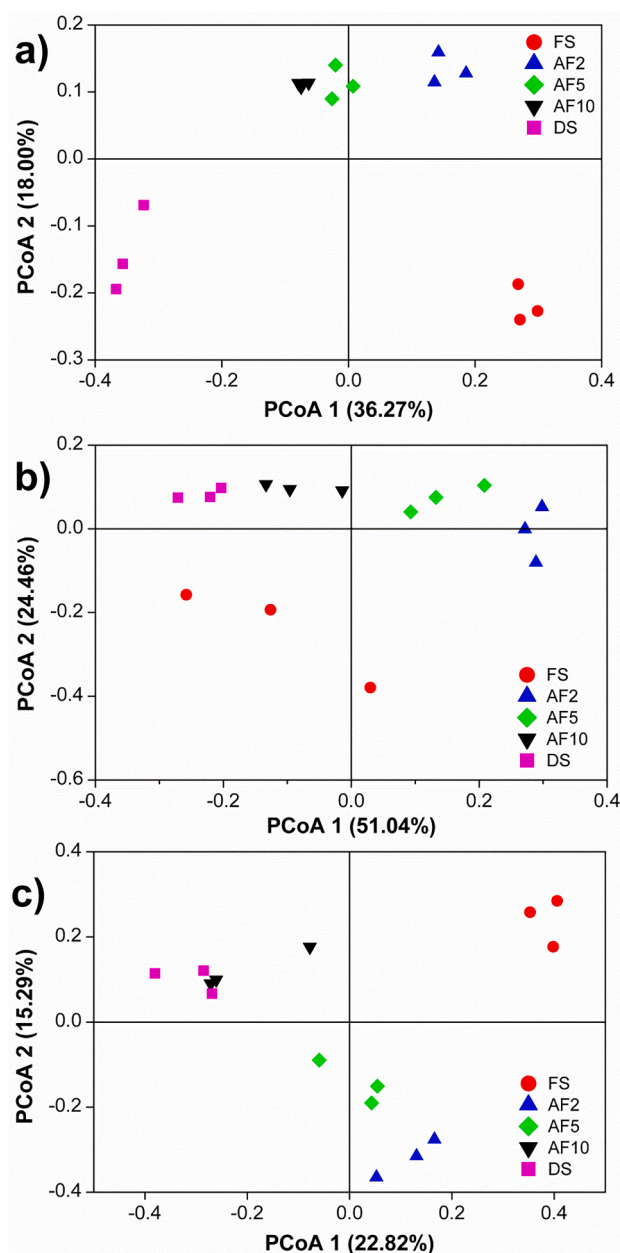 a)
0.2
0.1
0.0
-0.1
-0.2
-0.3
PCoA 2 (18.00%)
FS
AF2
AF5
AF10
DS
-0.4 -0.2 0.0 0.2 0.4
PCoA 1 (36.27%)
b)
0.2
0.0
-0.2
-0.4
-0.6
PCoA 2 (24.46%)
FS
AF2
AF5
AF10
DS
-0.4 -0.2 0.0 0.2 0.4
PCoA 1 (51.04%)
c)
0.4
0.2
0.0
-0.2
-0.4
PCoA 2 (15.29%)
FS
AF2
AF5
AF10
DS
-0.4 -0.2 0.0 0.2 0.4
PCoA 1 (22.82%)